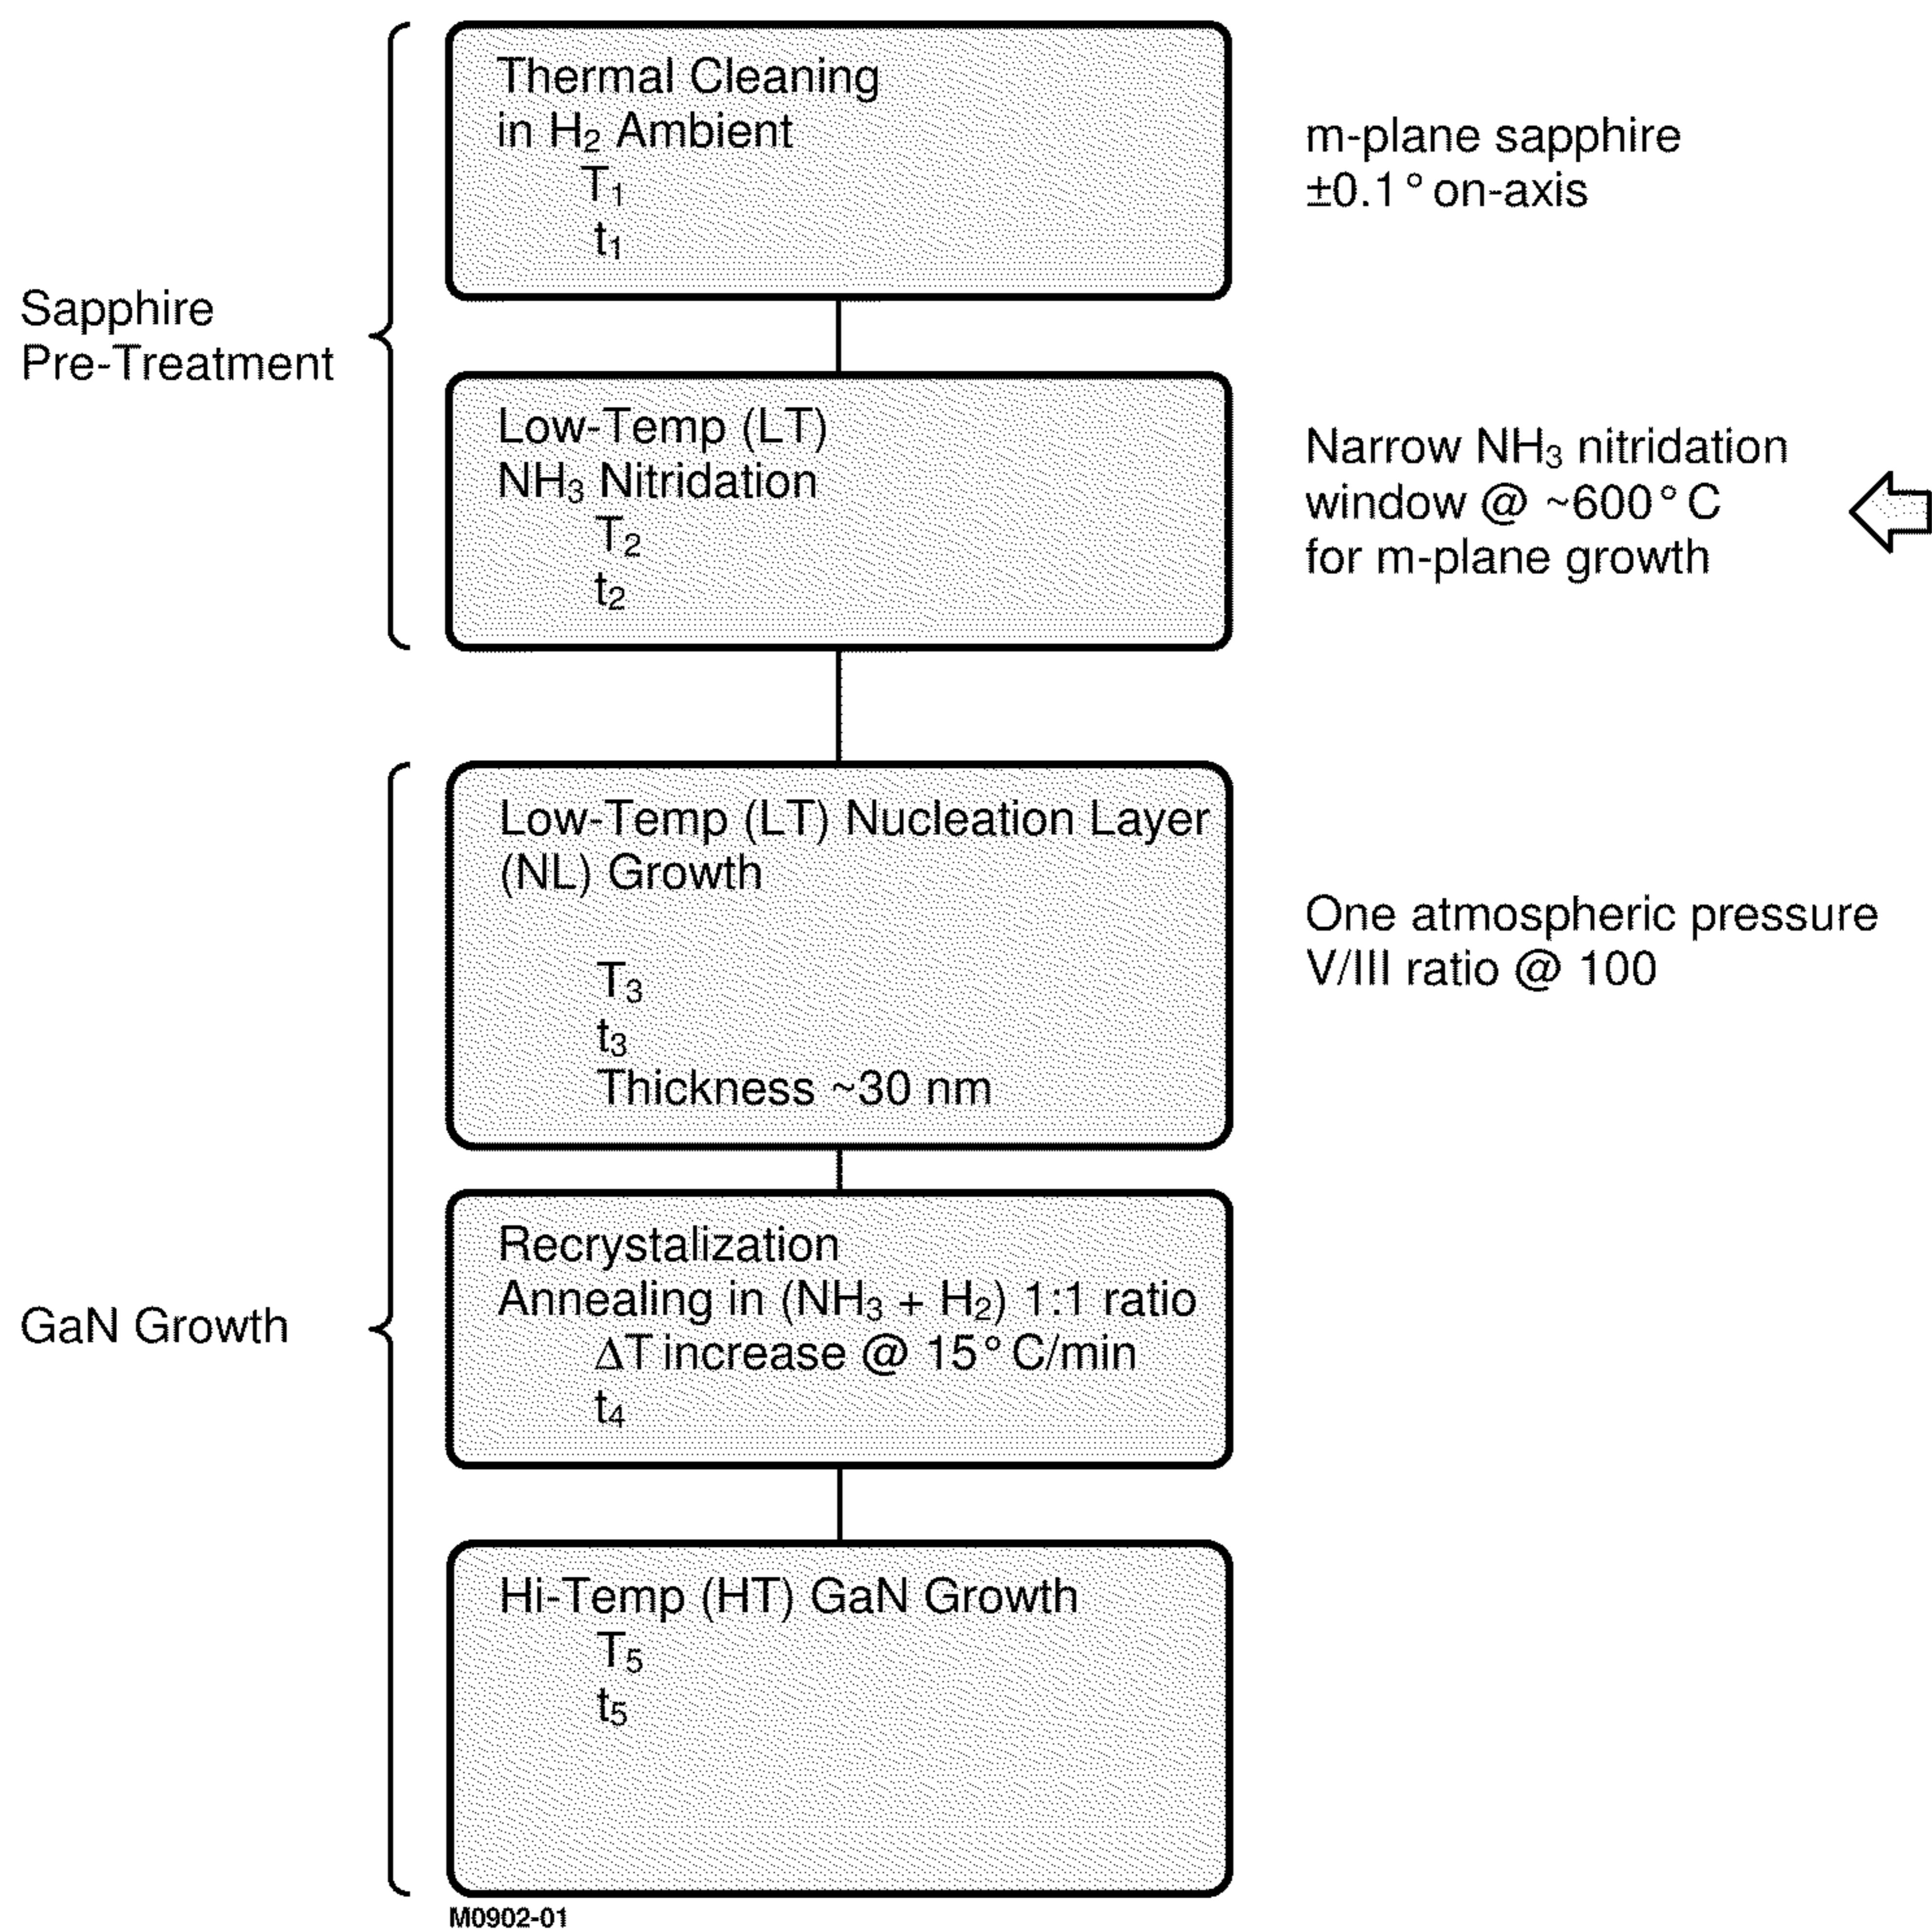 Sapphire
Pre-Treatment
Thermal Cleaning
in H₂ Ambient
T₁
t₁
m-plane sapphire
±0.1° on-axis
Low-Temp (LT)
NH₃ Nitridation
T₂
t₂
Narrow NH₃ nitridation
window @ ~600°C
for m-plane growth
GaN Growth
Low-Temp (LT) Nucleation Layer
(NL) Growth
T₃
t₃
Thickness ~30 nm
One atmospheric pressure
V/III ratio @ 100
Recrystalization
Annealing in (NH₃ + H₂) 1:1 ratio
ΔT increase @ 15°C/min
t₄
Hi-Temp (HT) GaN Growth
T₅
t₅
M0902-01